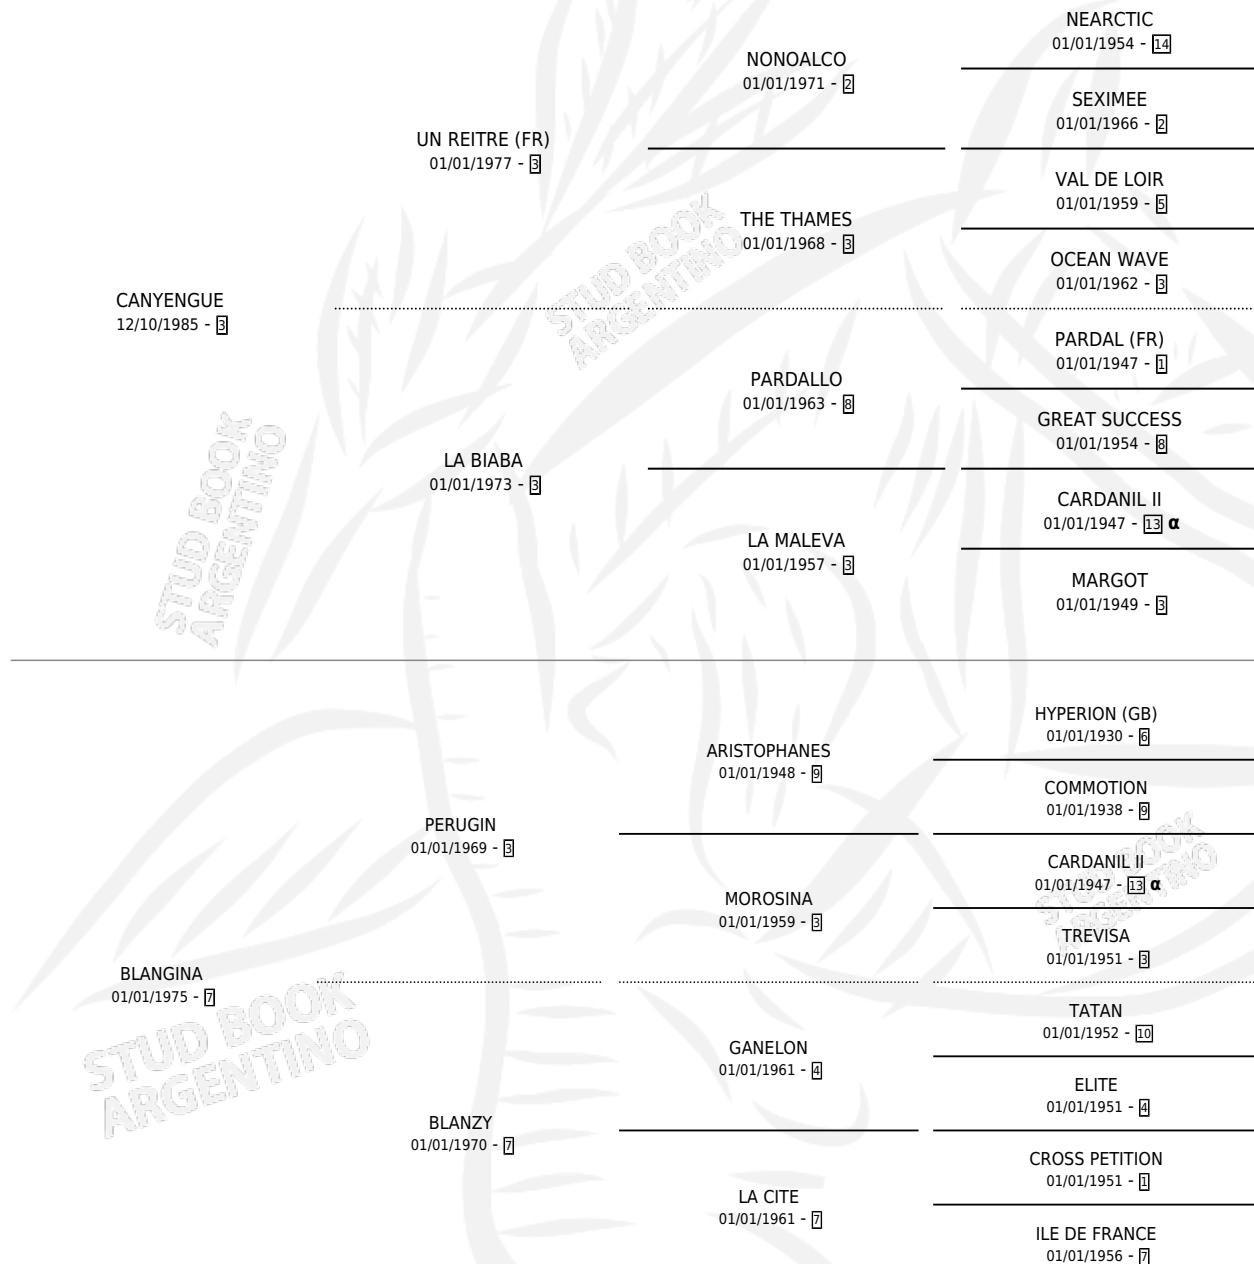 NEARCTIC
01/01/1954 - 14
NONOALCO
01/01/1971 - 2
SEXIMEE
01/01/1966 - 2
UN REITRE (FR)
01/01/1977 - 3
VAL DE LOIR
01/01/1959 - 5
THE THAMES
01/01/1968 - 3
OCEAN WAVE
01/01/1962 - 3
CANYENGUE
12/10/1985 - 3
PARDAL (FR)
01/01/1947 - 1
PARDALLO
01/01/1963 - 8
GREAT SUCCESS
01/01/1954 - 8
LA BIABA
01/01/1973 - 3
CARDANIL II
01/01/1947 - 13 α
LA MALEVA
01/01/1957 - 3
MARGOT
01/01/1949 - 3
HYPERION (GB)
01/01/1930 - 6
ARISTOPHANES
01/01/1948 - 9
COMMOTION
01/01/1938 - 9
PERUGIN
01/01/1969 - 3
CARDANIL II
01/01/1947 - 13 α
MOROSINA
01/01/1959 - 3
TREVISA
01/01/1951 - 3
BLANGINA
01/01/1975 - 7
TATAN
01/01/1952 - 10
GANELON
01/01/1961 - 4
ELITE
01/01/1951 - 4
BLANZY
01/01/1970 - 7
CROSS PETITION
01/01/1951 - 1
LA CITE
01/01/1961 - 7
ILE DE FRANCE
01/01/1956 - 7
STUD BOOK
ARGENTINO
STUD BOOK
ARGENTINO
STUD BOOK
ARGENTINO
STUD BOOK
ARGENTINO